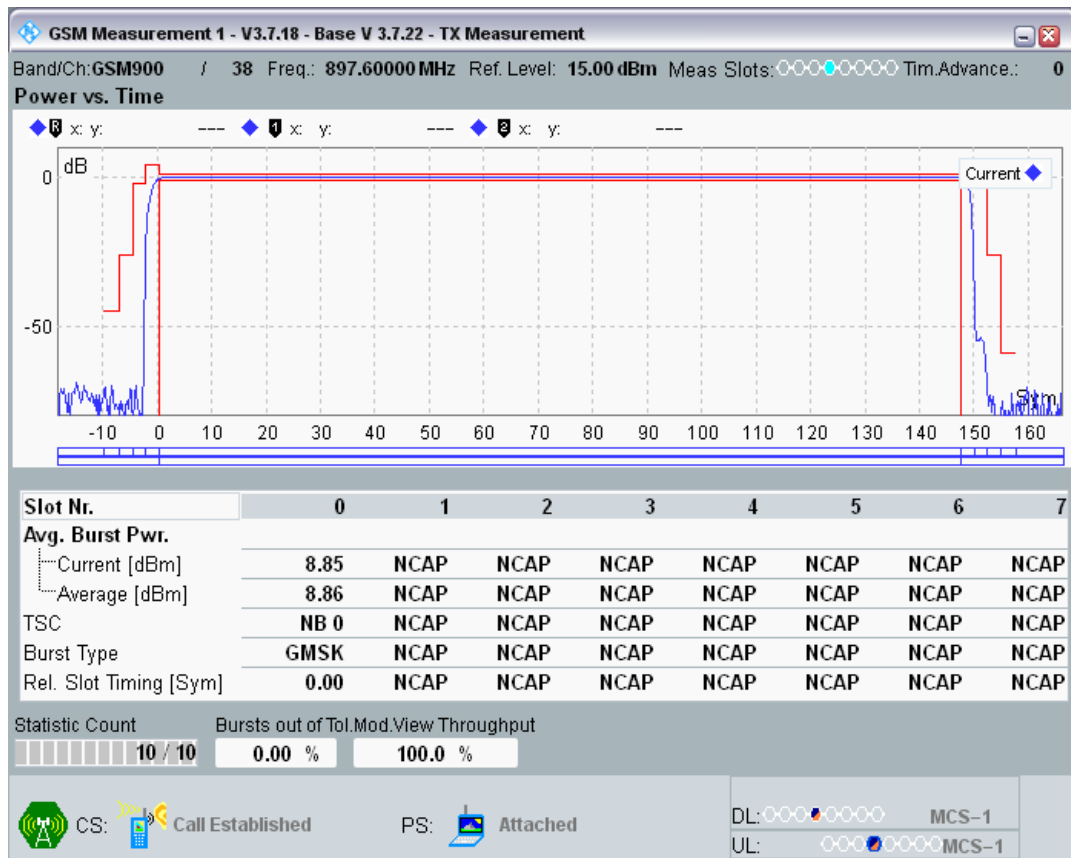 GSM Measurement 1 - V3.7.18 - Base V 3.7.22 - TX Measurement
Band/Ch:GSM900 / 38 Freq.: 897.60000 MHz Ref. Level: 15.00 dBm Meas Slots: Tim.Advance.: 0
Power vs. Time
R x: y: --- 1 x: y: --- 2 x: y: ---
dB
Current
0
-50
Sym
-10 0 10 20 30 40 50 60 70 80 90 100 110 120 130 140 150 160
Slot Nr. 0 1 2 3 4 5 6 7
Avg. Burst Pwr.
Current [dBm] 8.85 NCAP NCAP NCAP NCAP NCAP NCAP NCAP
Average [dBm] 8.86 NCAP NCAP NCAP NCAP NCAP NCAP NCAP
TSC NB 0 NCAP NCAP NCAP NCAP NCAP NCAP NCAP
Burst Type GMSK NCAP NCAP NCAP NCAP NCAP NCAP NCAP
Rel. Slot Timing [Sym] 0.00 NCAP NCAP NCAP NCAP NCAP NCAP NCAP
Statistic Count Bursts out of Tol.Mod.View Throughput
10 / 10 0.00 % 100.0 %
CS: Call Established PS: Attached
DL: MCS-1
UL: MCS-1